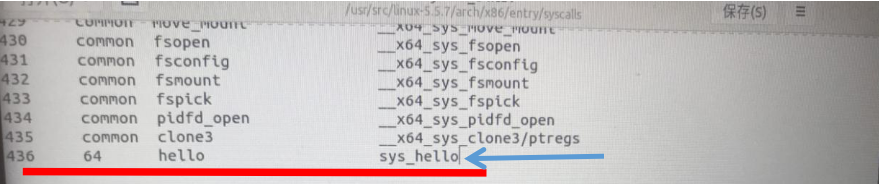 /usr/src/linux-5.5.7/arch/x86/entry/syscalls 保存(S)
429 common move_mount __x64_sys_move_mount
430 common fsopen __x64_sys_fsopen
431 common fsconfig __x64_sys_fsconfig
432 common fsmount __x64_sys_fsmount
433 common fspick __x64_sys_fspick
434 common pidfd_open __x64_sys_pidfd_open
435 common clone3 __x64_sys_clone3/ptregs
436 64 hello sys_hello